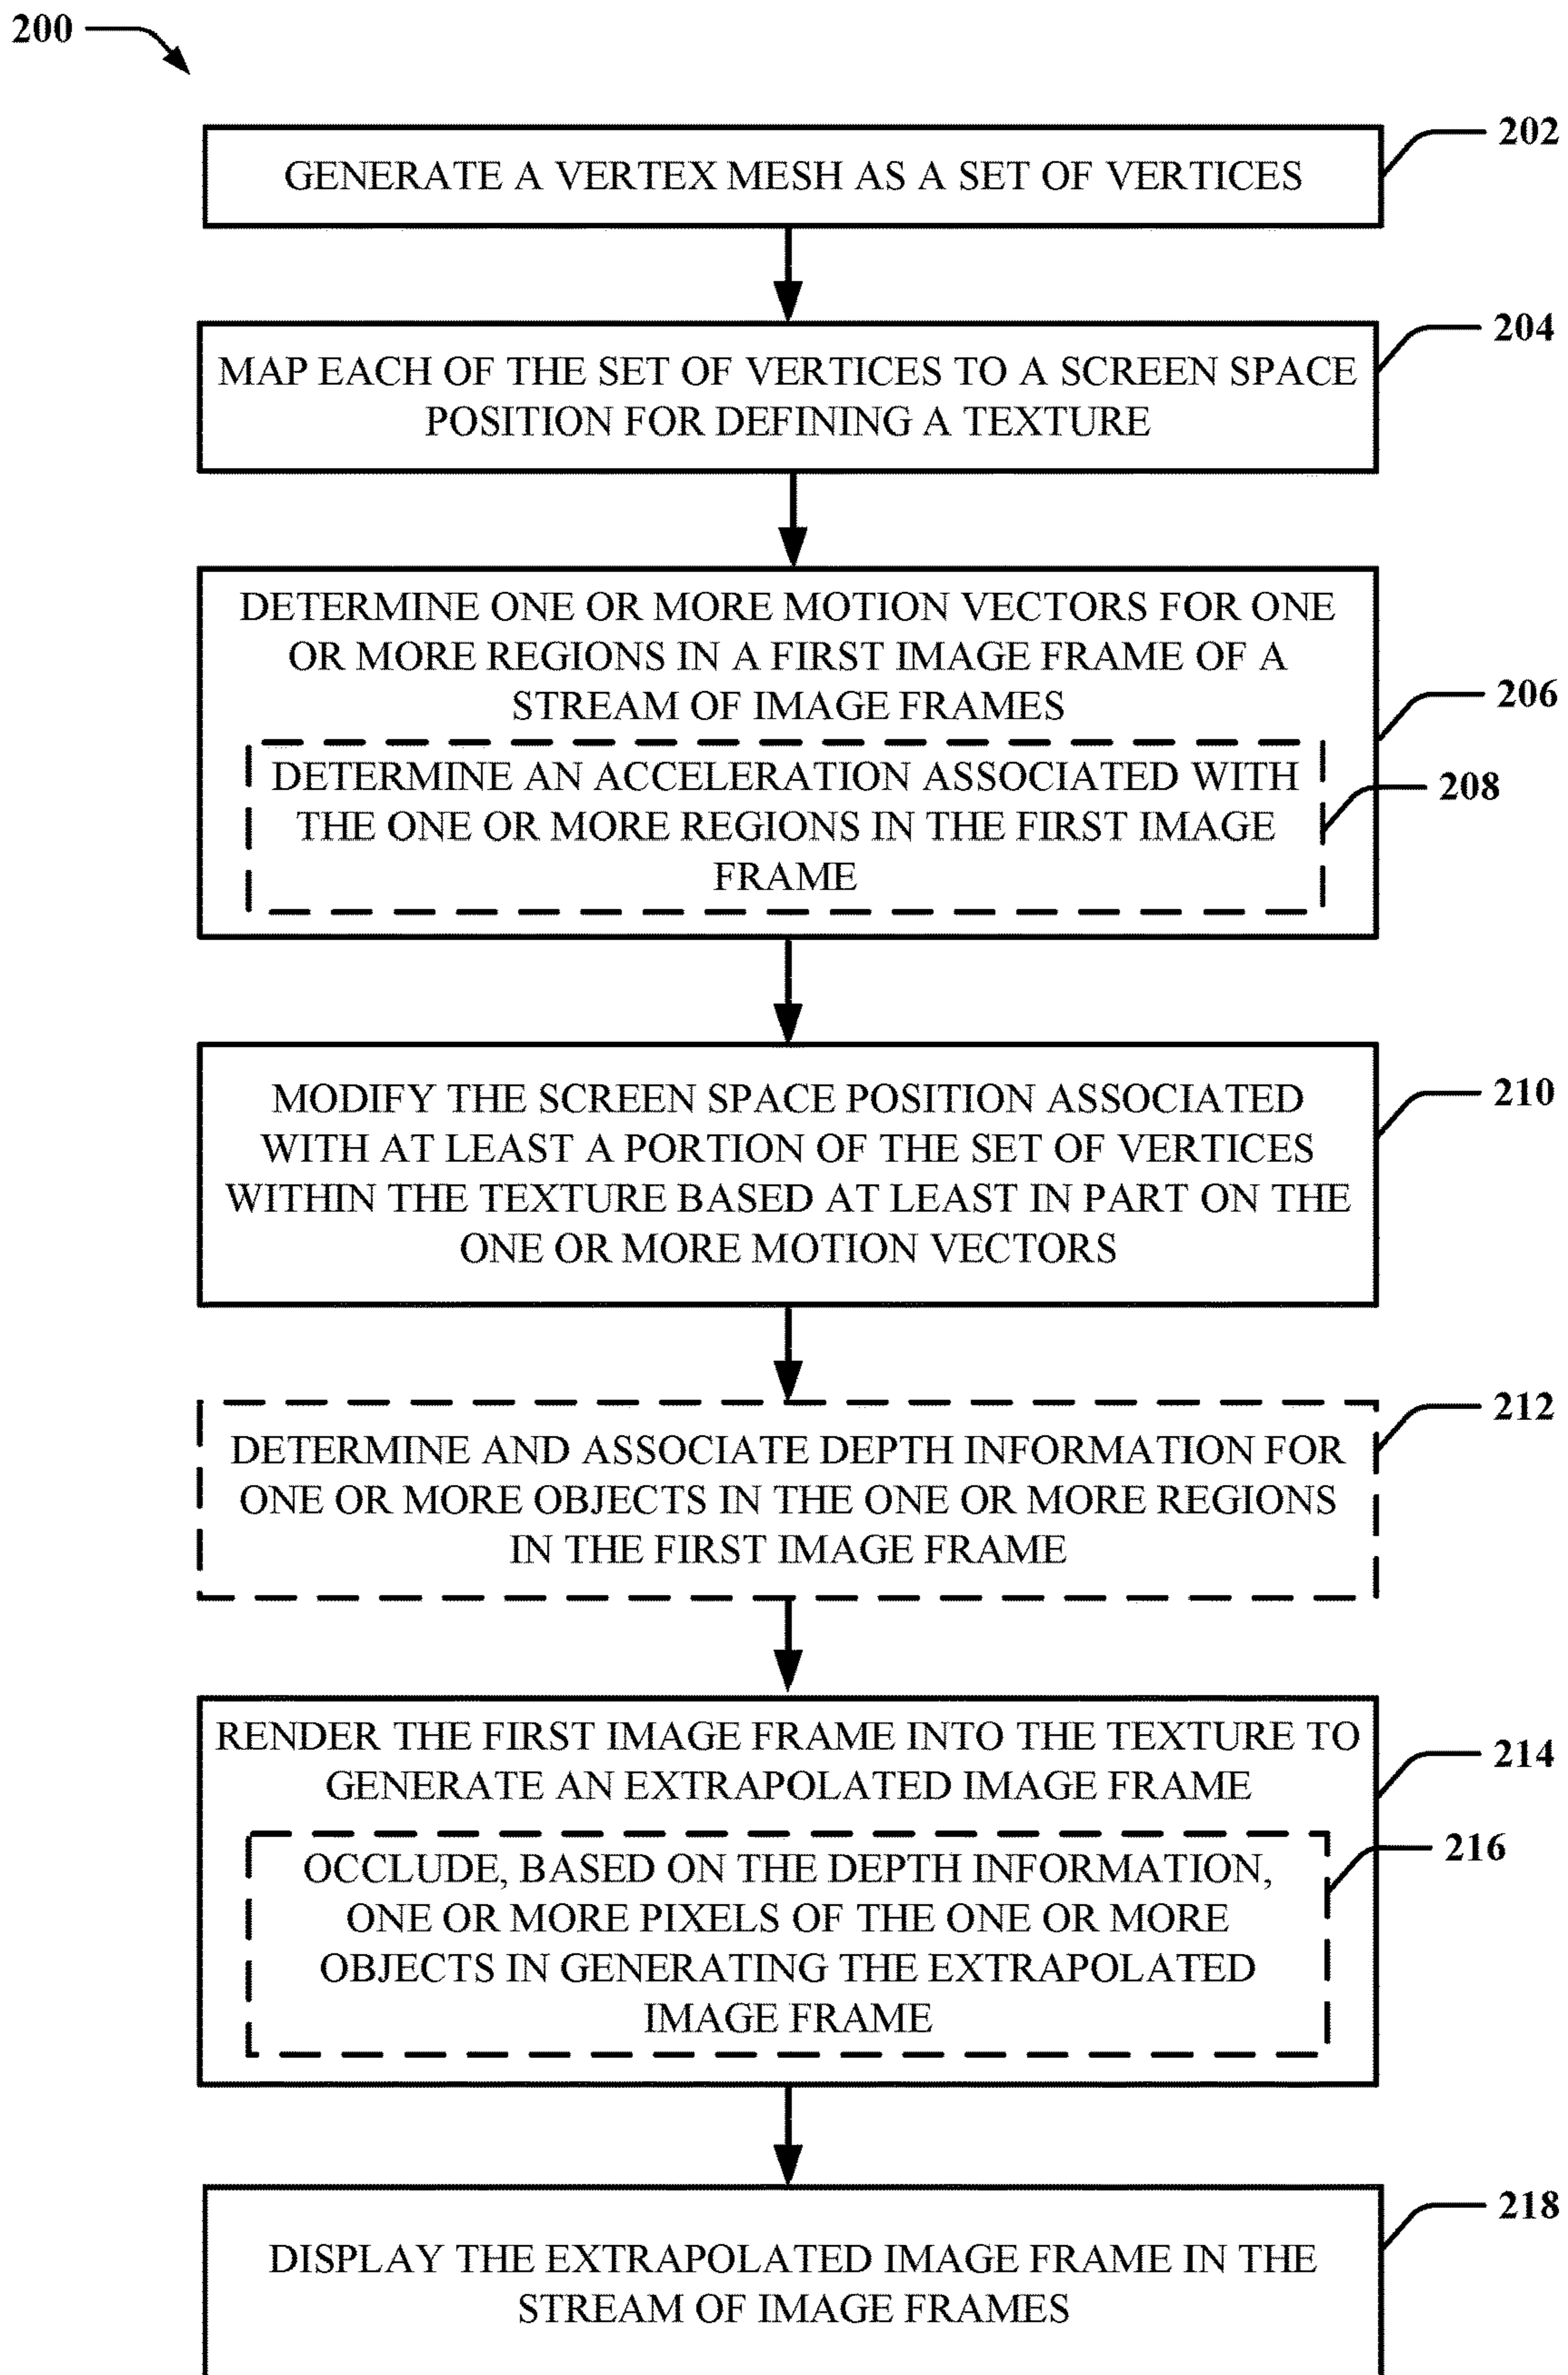 200
202
GENERATE A VERTEX MESH AS A SET OF VERTICES
204
MAP EACH OF THE SET OF VERTICES TO A SCREEN SPACE
POSITION FOR DEFINING A TEXTURE
DETERMINE ONE OR MORE MOTION VECTORS FOR ONE
OR MORE REGIONS IN A FIRST IMAGE FRAME OF A
STREAM OF IMAGE FRAMES
206
DETERMINE AN ACCELERATION ASSOCIATED WITH
THE ONE OR MORE REGIONS IN THE FIRST IMAGE
FRAME
208
MODIFY THE SCREEN SPACE POSITION ASSOCIATED
WITH AT LEAST A PORTION OF THE SET OF VERTICES
WITHIN THE TEXTURE BASED AT LEAST IN PART ON THE
ONE OR MORE MOTION VECTORS
210
212
DETERMINE AND ASSOCIATE DEPTH INFORMATION FOR
ONE OR MORE OBJECTS IN THE ONE OR MORE REGIONS
IN THE FIRST IMAGE FRAME
RENDER THE FIRST IMAGE FRAME INTO THE TEXTURE TO
GENERATE AN EXTRAPOLATED IMAGE FRAME
214
OCCLUDE, BASED ON THE DEPTH INFORMATION,
ONE OR MORE PIXELS OF THE ONE OR MORE
OBJECTS IN GENERATING THE EXTRAPOLATED
IMAGE FRAME
216
218
DISPLAY THE EXTRAPOLATED IMAGE FRAME IN THE
STREAM OF IMAGE FRAMES